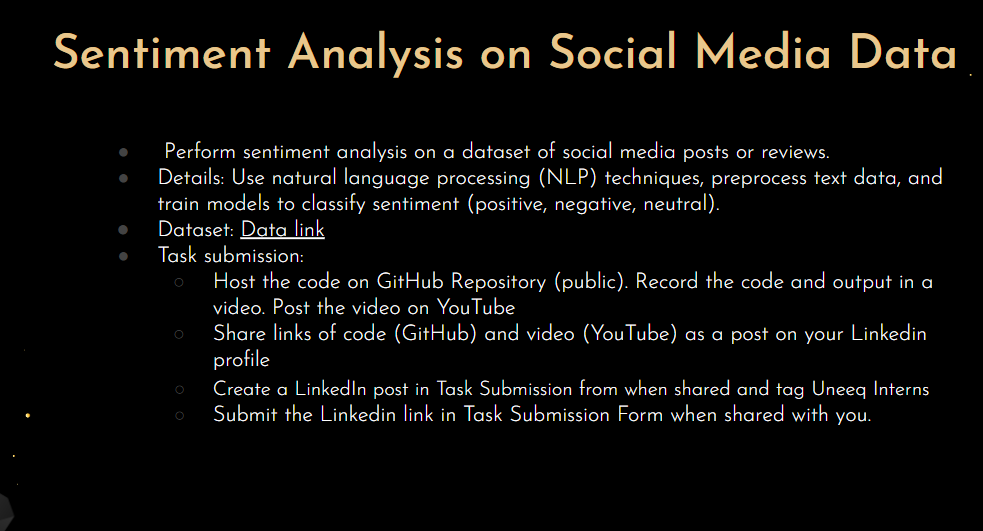 Sentiment Analysis on Social Media Data
Perform sentiment analysis on a dataset of social media posts or reviews.
Details: Use natural language processing (NLP) techniques, preprocess text data, and
train models to classify sentiment (positive, negative, neutral).
Dataset: Data link
Task submission:
Host the code on GitHub Repository (public). Record the code and output in a
video. Post the video on YouTube
Share links of code (GitHub) and video (YouTube) as a post on your Linkedin
profile
Create a LinkedIn post in Task Submission from when shared and tag Uneeq Interns
Submit the Linkedin link in Task Submission Form when shared with you.